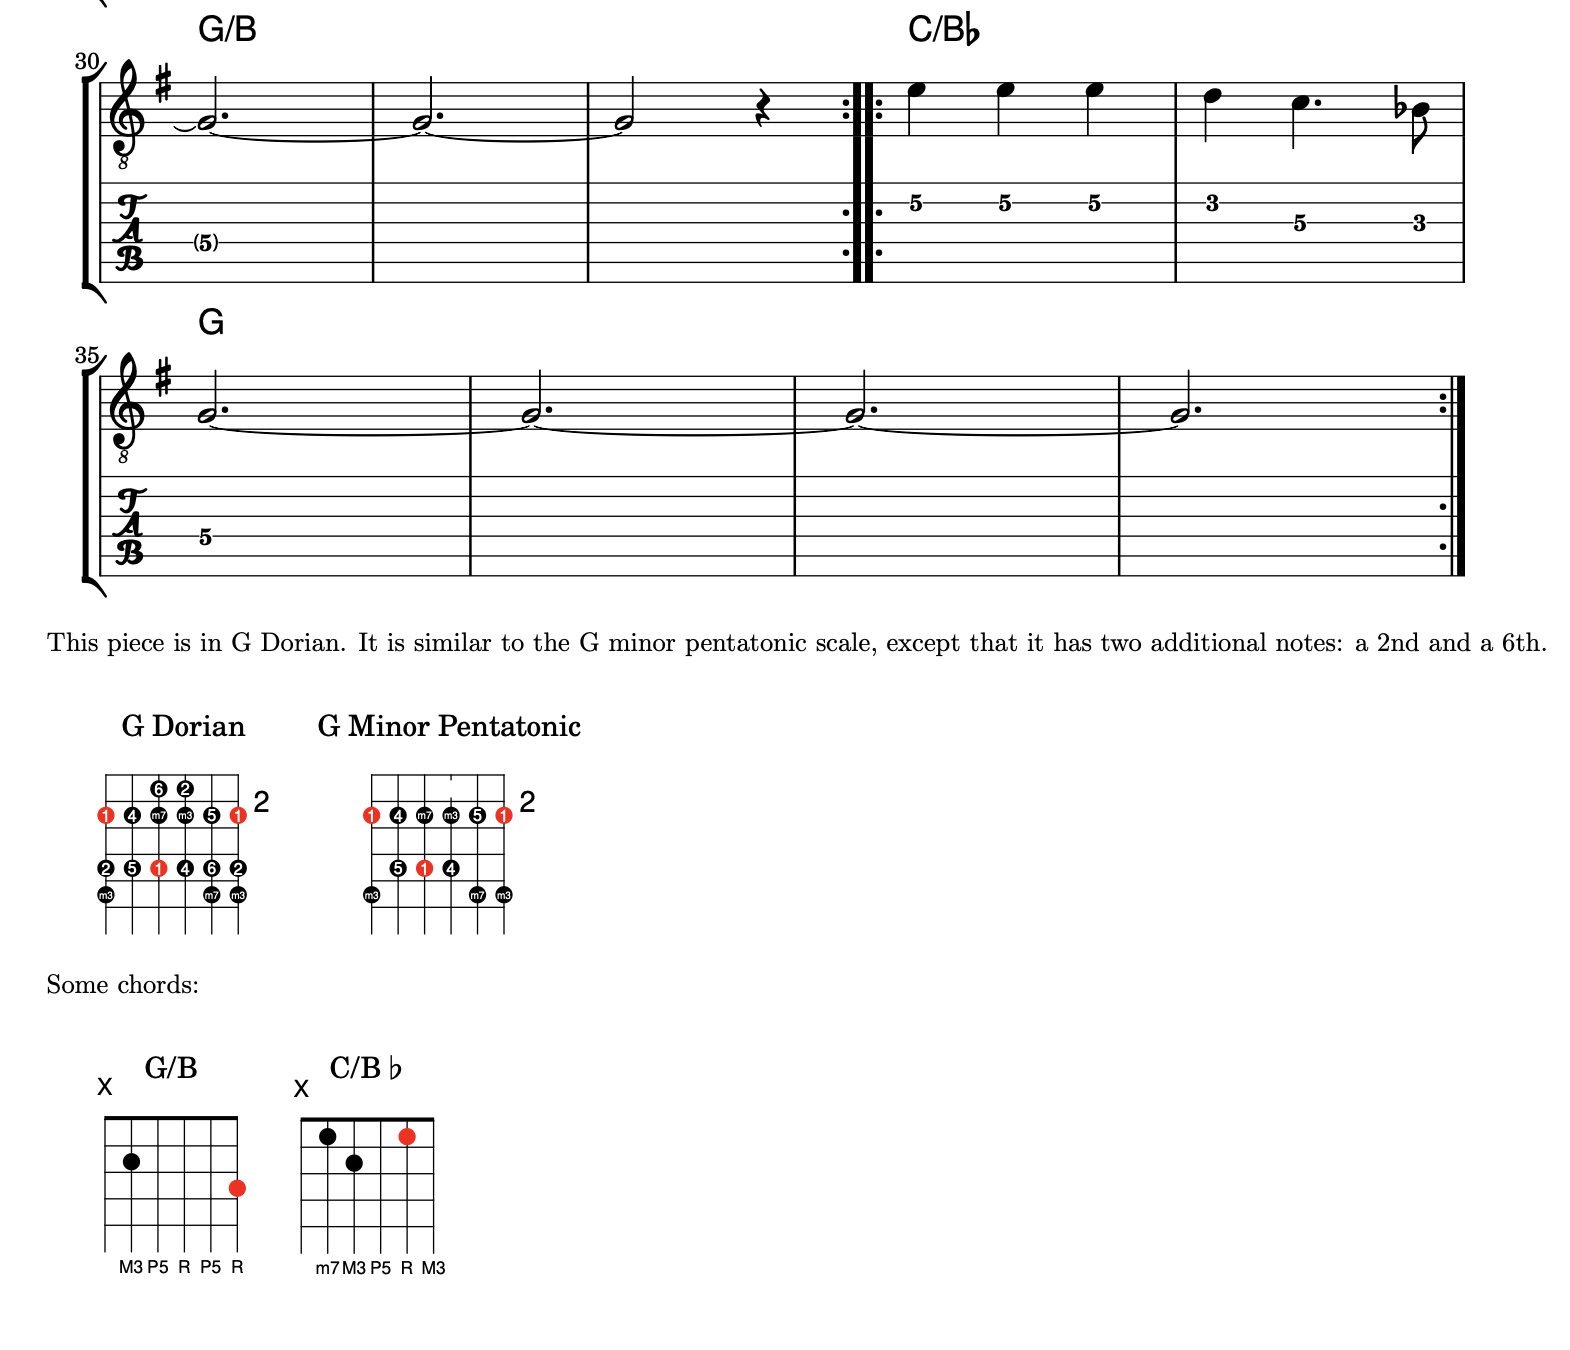 G/B C/B♭
30
8
5 5 5 3
T
A
B
(5) 5 3
G
35
8
T
A
B
5
This piece is in G Dorian. It is similar to the G minor pentatonic scale, except that it has two additional notes: a 2nd and a 6th.
G Dorian G Minor Pentatonic
6 2
1 4 m7 m3 5 1 2 1 4 m7 m3 5 1 2
2 5 1 4 6 2 5 1 4
m3 m7 m3 m3 m7 m3
Some chords:
G/B C/B♭
X X
M3 P5 R P5 R m7 M3 P5 R M3